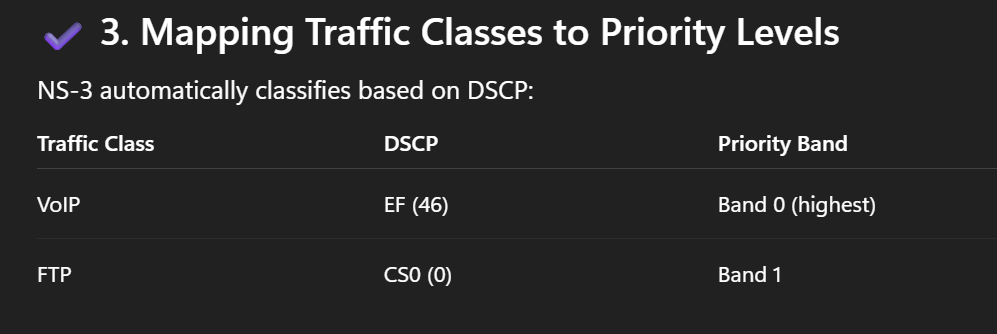 ✔ 3. Mapping Traffic Classes to Priority Levels
NS-3 automatically classifies based on DSCP:
Traffic Class DSCP Priority Band
VoIP EF (46) Band 0 (highest)
FTP CS0 (0) Band 1